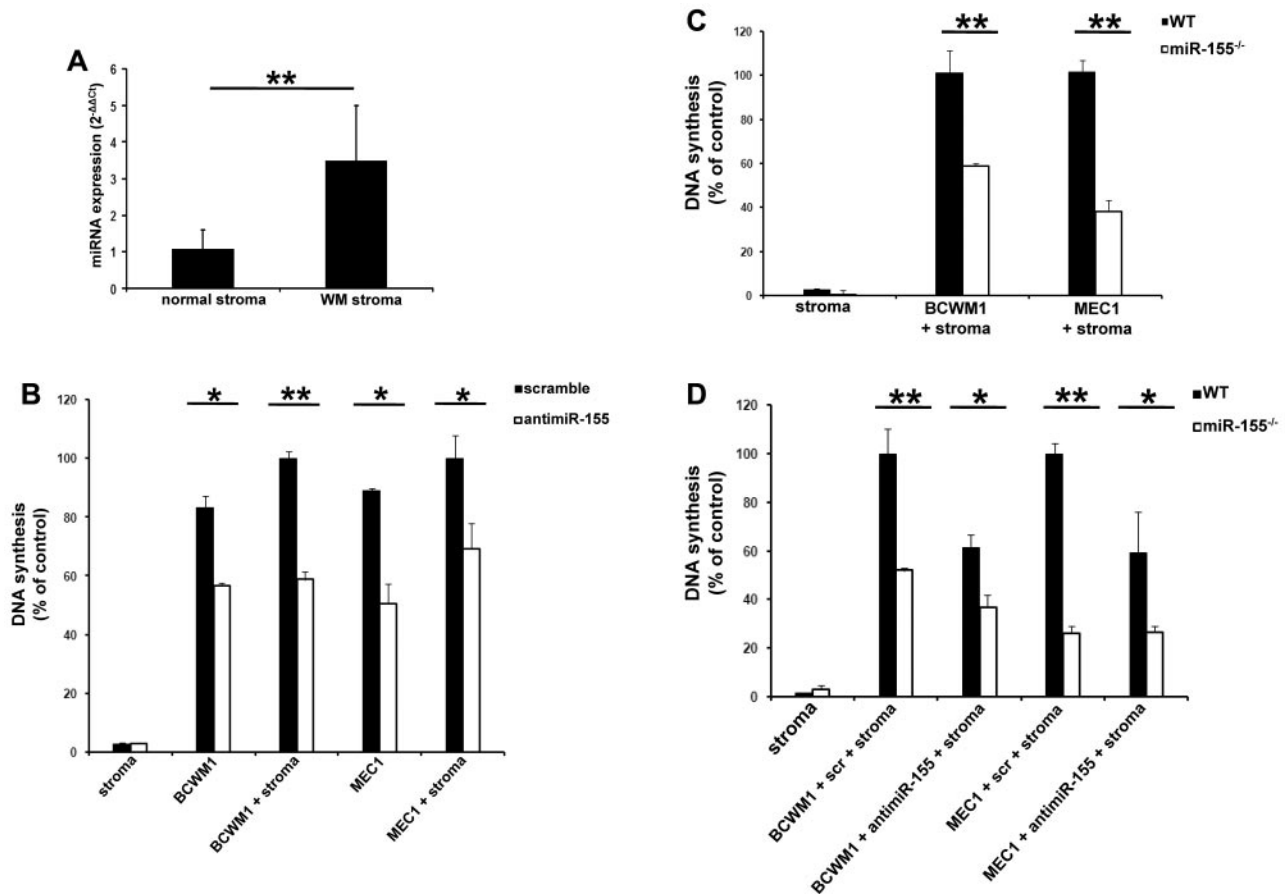 A
**
miRNA expression (2-ΔΔCt)
6
5
4
3
2
1
0
normal stroma
WM stroma
C
WT
miR-155-/-
**
**
DNA synthesis
(% of control)
120
100
80
60
40
20
0
stroma
BCWM1
+ stroma
MEC1
+ stroma
B
scramble
antimiR-155
*
**
*
*
DNA synthesis
(% of control)
120
100
80
60
40
20
0
stroma
BCWM1
BCWM1 + stroma
MEC1
MEC1 + stroma
D
WT
miR-155-/-
**
*
**
*
DNA synthesis
(% of control)
120
100
80
60
40
20
0
stroma
BCWM1 + scr + stroma
BCWM1 + antimiR-155 + stroma
MEC1 + scr + stroma
MEC1 + antimiR-155 + stroma